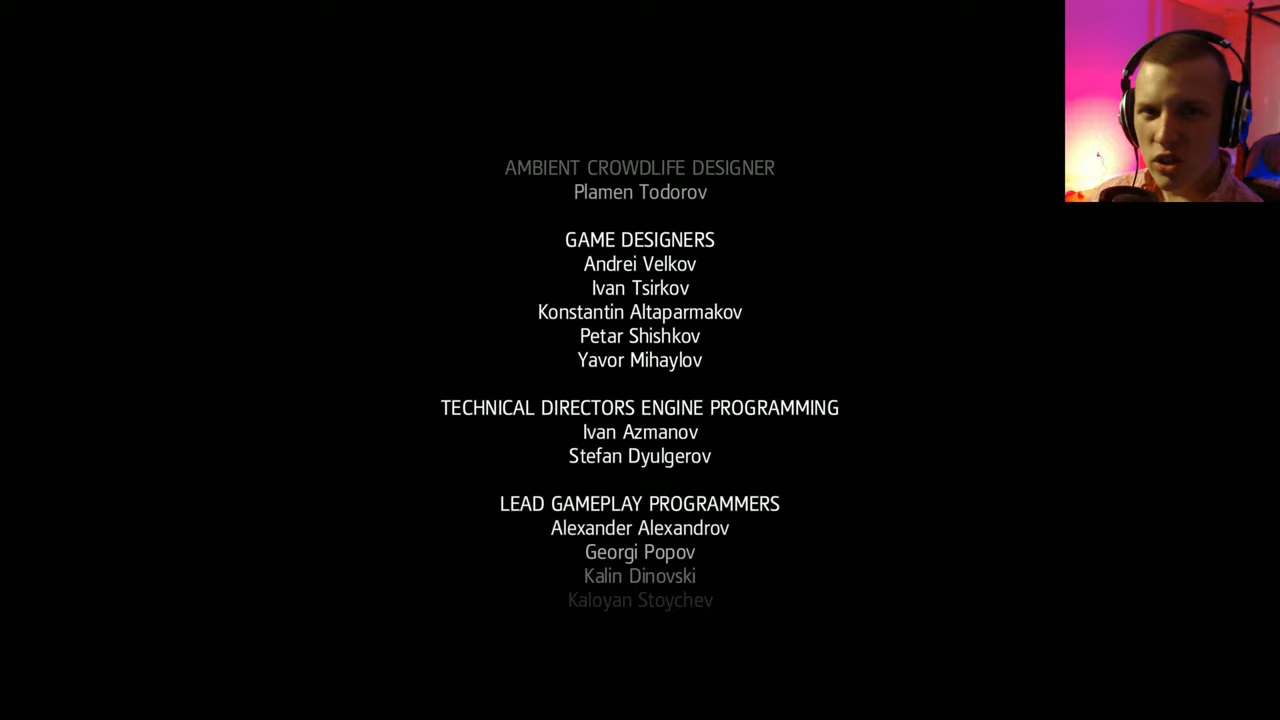 AMBIENT CROWDLIFE DESIGNER
Plamen Todorov
GAME DESIGNERS
Andrei Velkov
Ivan Tsirkov
Konstantin Altaparmakov
Petar Shishkov
Yavor Mihaylov
TECHNICAL DIRECTORS ENGINE PROGRAMMING
Ivan Azmanov
Stefan Dyulgerov
LEAD GAMEPLAY PROGRAMMERS
Alexander Alexandrov
Georgi Popov
Kalin Dinovski
Kaloyan Stoychev